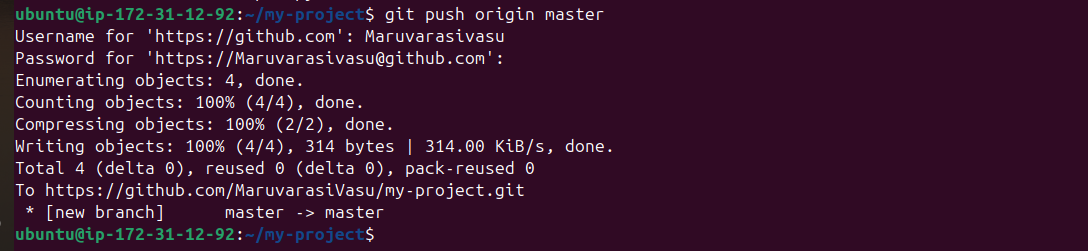 ubuntu@ip-172-31-12-92:~/my-project$ git push origin master
Username for 'https://github.com': Maruvarasivasu
Password for 'https://Maruvarasivasu@github.com':
Enumerating objects: 4, done.
Counting objects: 100% (4/4), done.
Compressing objects: 100% (2/2), done.
Writing objects: 100% (4/4), 314 bytes | 314.00 KiB/s, done.
Total 4 (delta 0), reused 0 (delta 0), pack-reused 0
To https://github.com/MaruvarasiVasu/my-project.git
 * [new branch]      master -> master
ubuntu@ip-172-31-12-92:~/my-project$